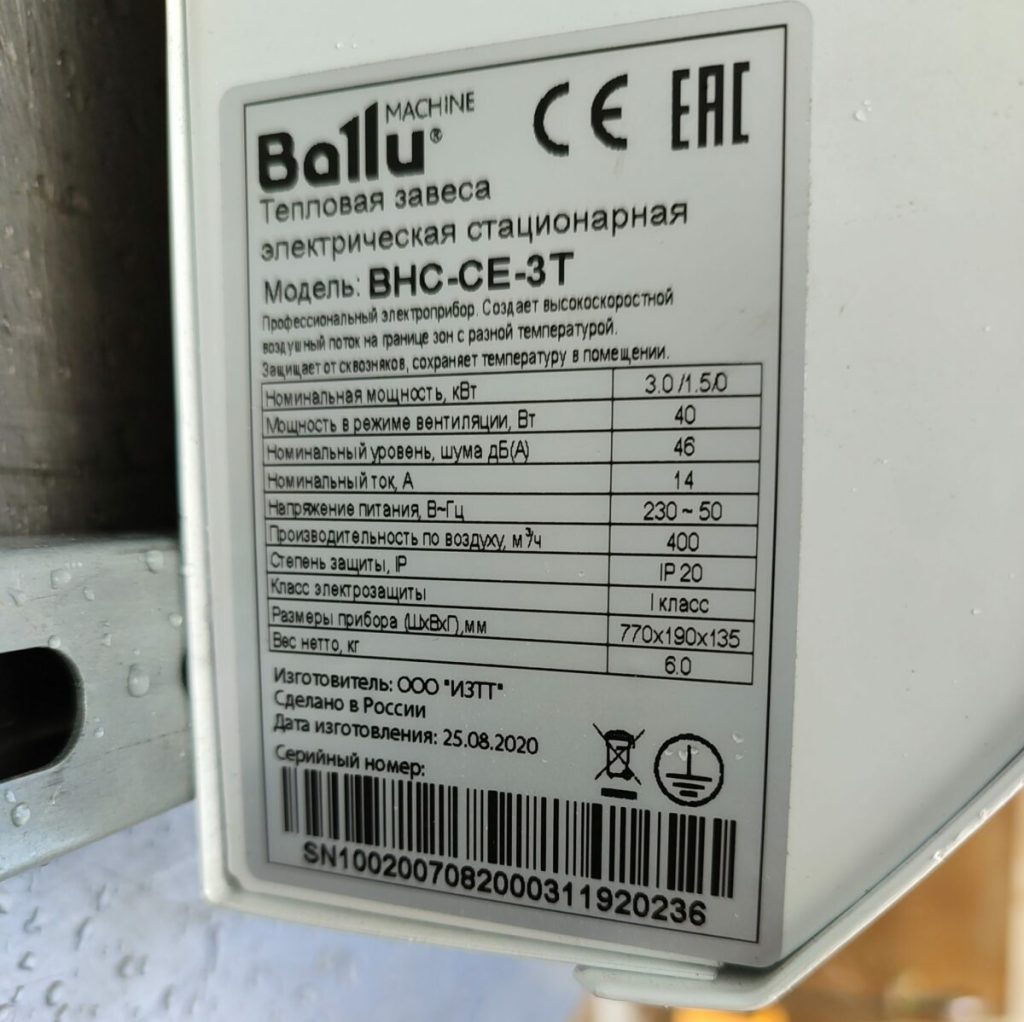 Ballu® MACHINE CE EAC
Тепловая завеса
электрическая стационарная
Модель: BHC-CE-3T
Профессиональный электроприбор. Создает высокоскоростной
воздушный поток на границе зон с разной температурой.
Защищает от сквозняков, сохраняет температуру в помещении.
Номинальная мощность, кВт 3.0 /1.5/0
Мощность в режиме вентиляции, Вт 40
Номинальный уровень, шума дБ(А) 46
Номинальный ток, А 14
Напряжение питания, В~Гц 230 ~ 50
Производительность по воздуху, м³/ч 400
Степень защиты, IP IP 20
Класс электрозащиты I класс
Размеры прибора (ШхВхГ),мм 770x190x135
Вес нетто, кг 6.0
Изготовитель: ООО "ИЗТТ"
Сделано в России
Дата изготовления: 25.08.2020
Серийный номер:
SN1002007082000311920236